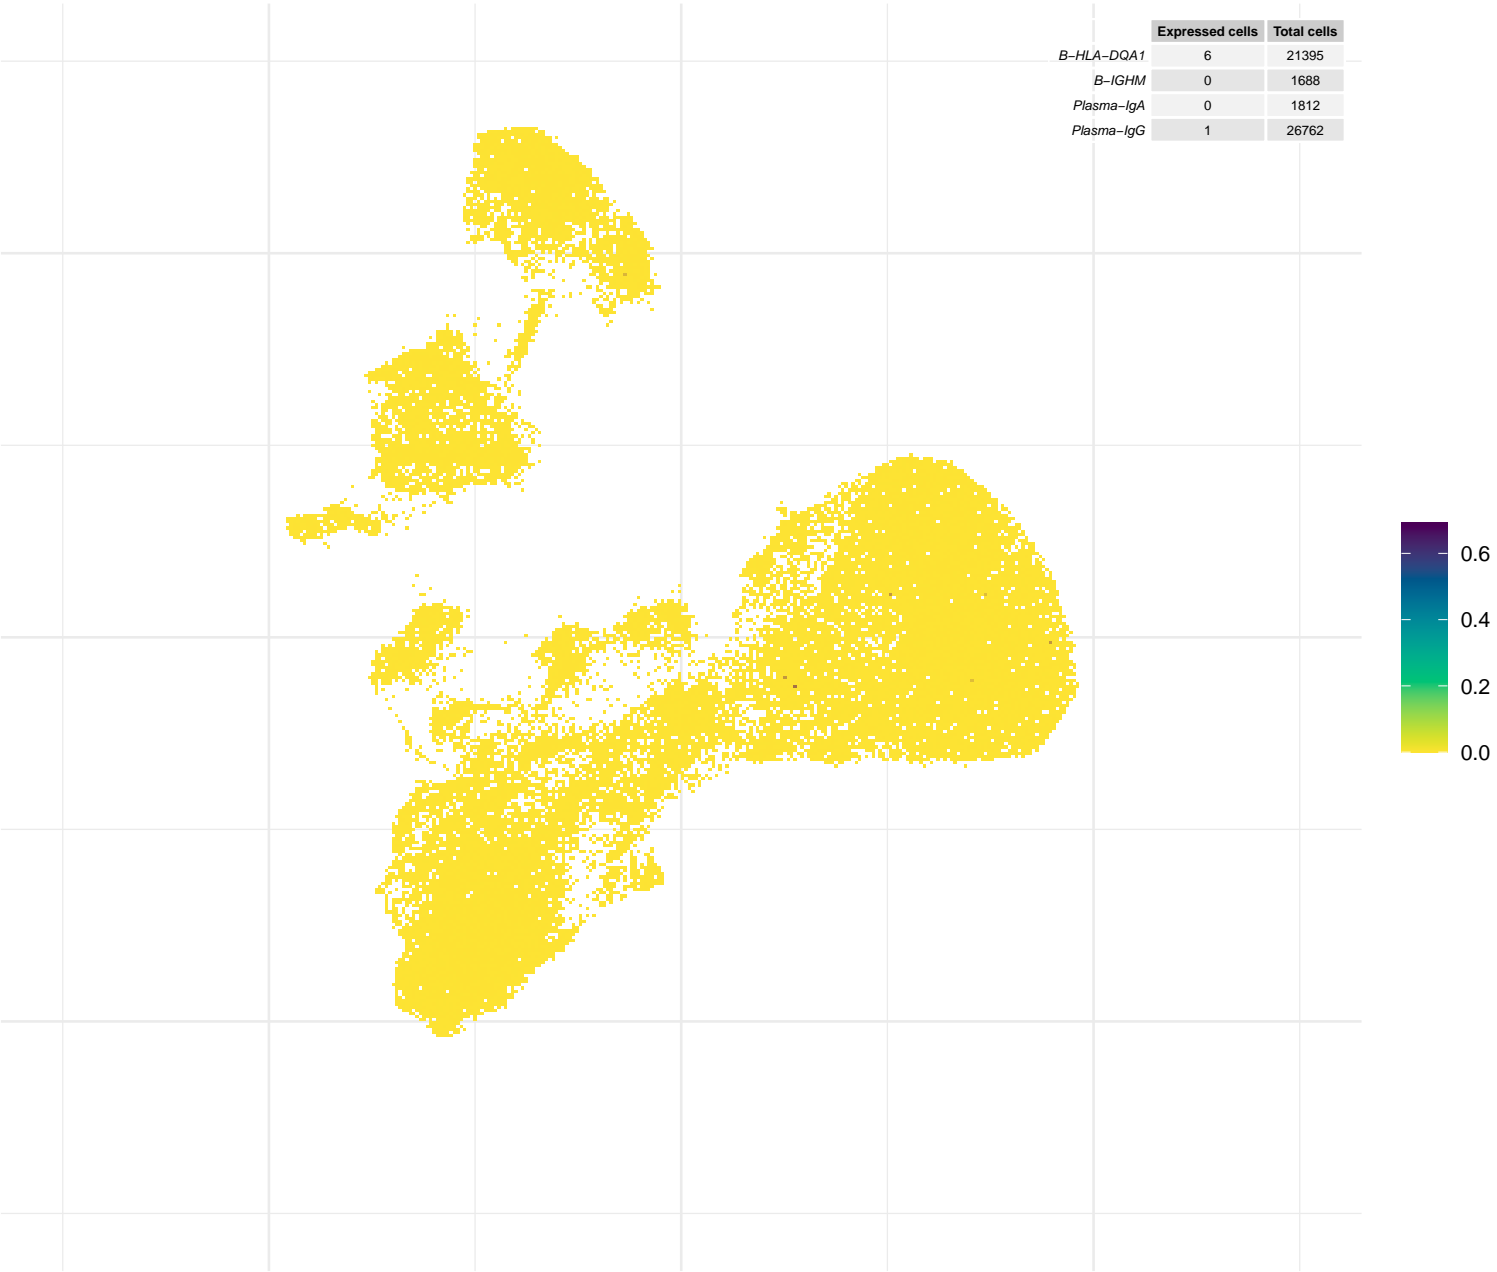 Expressed cells Total cells
B−HLA−DQA1 6 21395
B−IGHM 0 1688
Plasma−IgA 0 1812
Plasma−IgG 1 26762
0.6
0.4
0.2
0.0